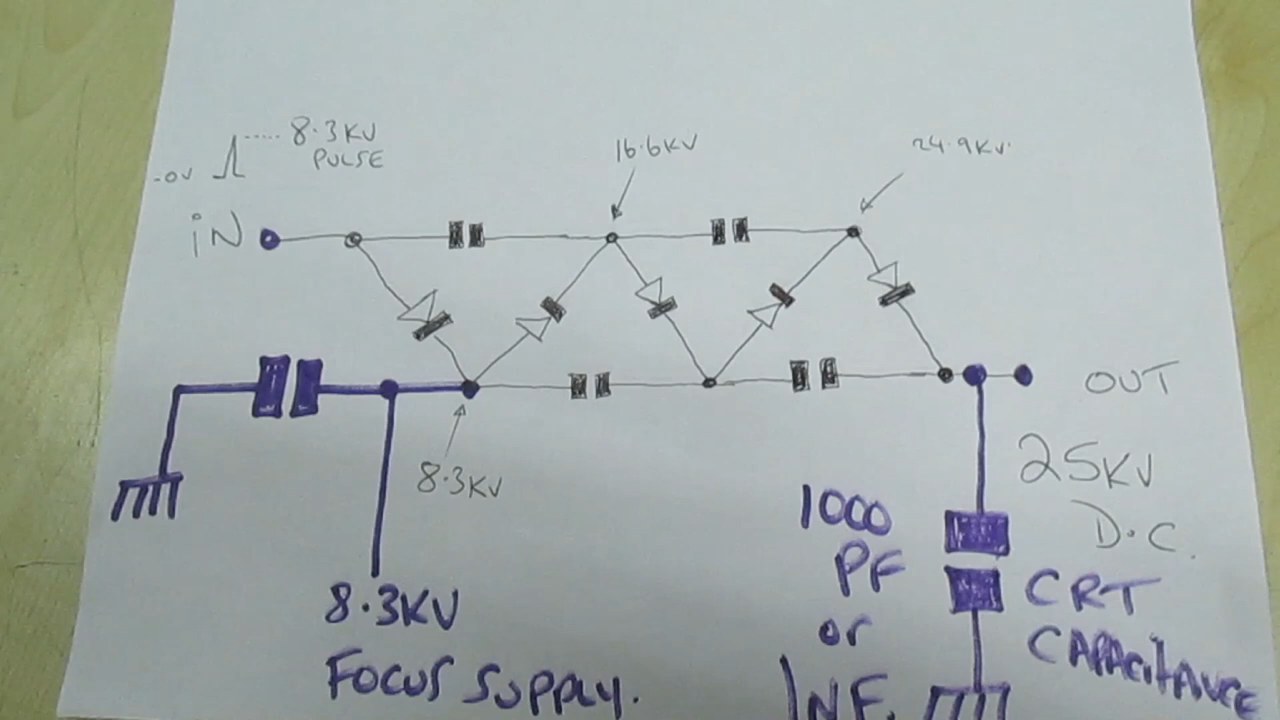 8.3KV
PULSE
-0V
iN
16.6KV
24.9KV
8.3KV
OUT
25KV
D.C.
8.3KV
FOCUS SUPPLY.
1000
PF
or
1NF.
CRT
CAPACITANCE